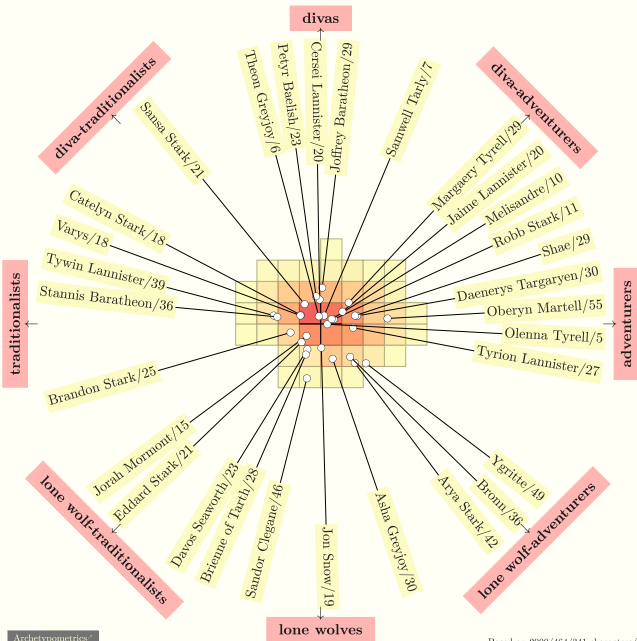 divas
diva-traditionalists
diva-adventurers
Theon Greyjoy/6
Petyr Baelish/23
Cersei Lannister/20
Joffrey Baratheon/29
Samwell Tarly/7
Sansa Stark/21
Margaery Tyrell/29
Jaime Lannister/20
Melisandre/10
Robb Stark/11
Shae/29
Catelyn Stark/18
Varys/18
Tywin Lannister/39
Stannis Baratheon/36
Daenerys Targaryen/30
Oberyn Martell/55
Olenna Tyrell/5
Tyrion Lannister/27
traditionalists
adventurers
Brandon Stark/25
Jorah Mormont/15
Eddard Stark/21
Davos Seaworth/23
Brienne of Tarth/28
Sandor Clegane/46
Jon Snow/19
Asha Greyjoy/30
Arya Stark/42
Bronn/36
Ygritte/49
lone wolf-traditionalists
lone wolf-adventurers
lone wolves
Archetypometrics